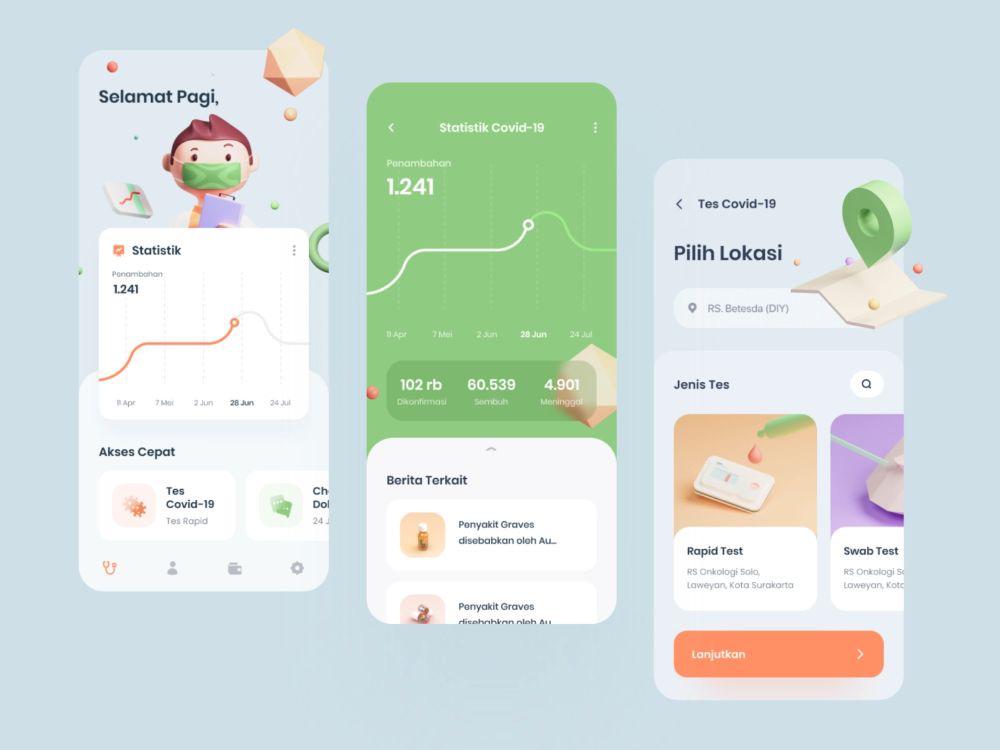 Selamat Pagi,
Statistik
Penambahan
1.241
11 Apr 7 Mei 2 Jun 28 Jun 24 Jul
Akses Cepat
Tes
Covid-19
Tes Rapid
Ch
Dol
24 J
Statistik Covid-19
Penambahan
1.241
11 Apr 7 Mei 2 Jun 28 Jun 24 Jul
102 rb 60.539 4.901
Dikonfirmasi Sembuh Meninggal
Berita Terkait
Penyakit Graves
disebabkan oleh Au...
Penyakit Graves
disebabkan oleh Au
Tes Covid-19
Pilih Lokasi
RS. Betesda (DIY)
Jenis Tes
Rapid Test
RS Onkologi Solo,
Laweyan, Kota Surakarta
Swab Test
RS Onkologi So
Laweyan, Kota
Lanjutkan